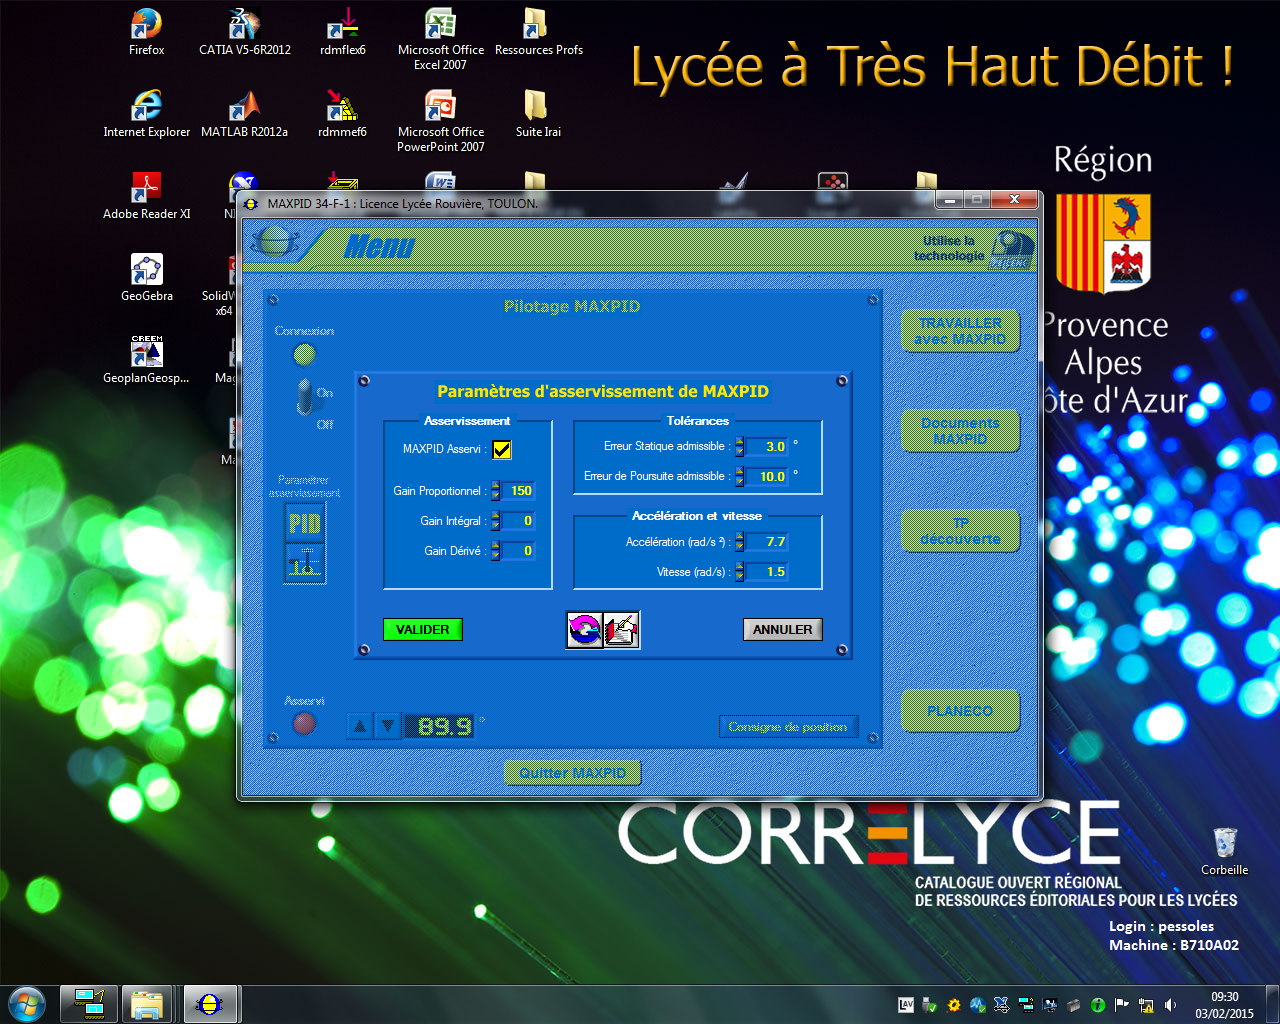 Firefox
CATIA V5-6R2012
rdmflex6
Microsoft Office
Excel 2007
Ressources Profs
Lycée à Très Haut Débit !
Internet Explorer
MATLAB R2012a
rdmmef6
Microsoft Office
PowerPoint 2007
Suite Irai
Région
Adobe Reader XI
MAXPID 34-F-1 : Licence Lycée Rouvière, TOULON.
Menu
Utilise la
technologie
GeoGebra
SolidW
x64
Pilotage MAXPID
Connexion
On
Off
TRAVAILLER
avec MAXPID
Provence
Alpes
Côte d'Azur
CREEM
GeoplanGeosp...
Mag
Paramètres d'asservissement de MAXPID
Asservissement
MAXPID Asservi :
Gain Proportionnel : 150
Gain Intégral : 0
Gain Dérivé : 0
Tolérances
Erreur Statique admissible : 3.0 °
Erreur de Poursuite admissible : 10.0 °
Accélération et vitesse
Accélération (rad/s ²) : 7.7
Vitesse (rad/s) : 1.5
VALIDER
ANNULER
Documents
MAXPID
Ma
Paramétrer
asservissement
PID
TP
découverte
Asservi
89.9 °
Consigne de position
PLANECO
Quitter MAXPID
CORRELYCE
CATALOGUE OUVERT RÉGIONAL
DE RESSOURCES ÉDITORIALES POUR LES LYCÉES
Corbeille
Login : pessoles
Machine : B710A02
LAV
09:30
03/02/2015